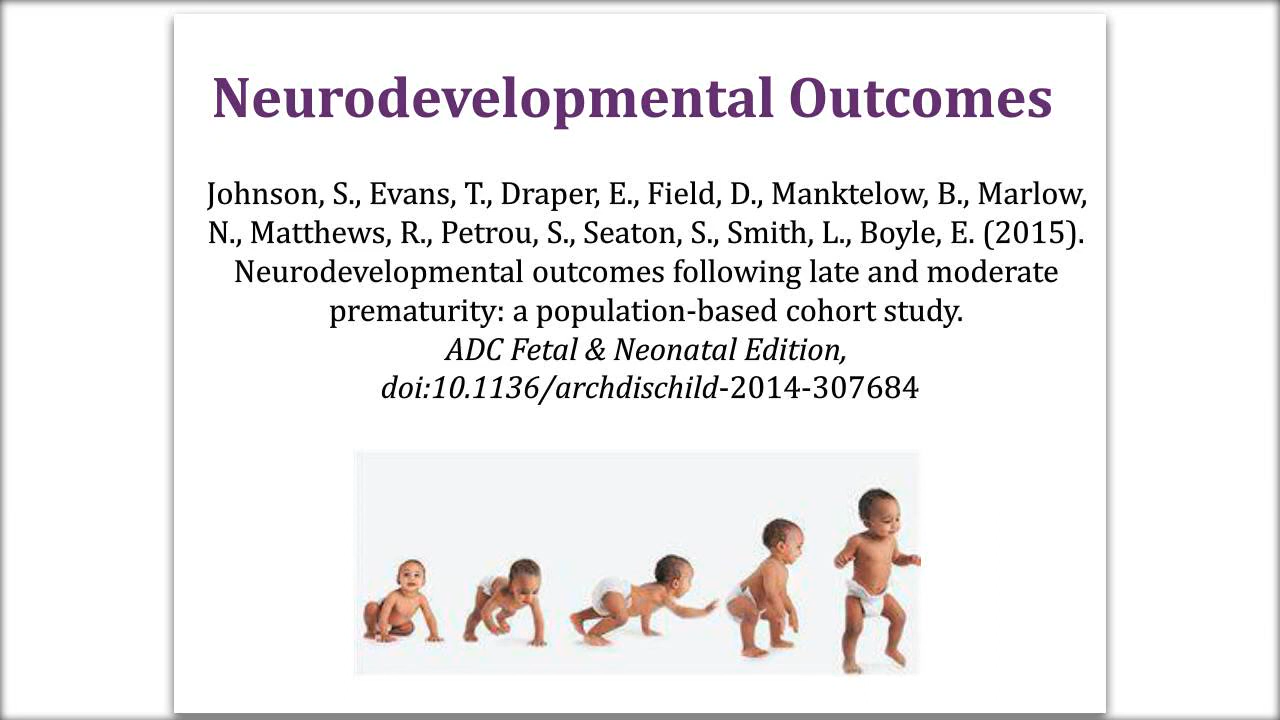 Neurodevelopmental Outcomes
Johnson, S., Evans, T., Draper, E., Field, D., Manktelow, B., Marlow,
N., Matthews, R., Petrou, S., Seaton, S., Smith, L., Boyle, E. (2015).
Neurodevelopmental outcomes following late and moderate
prematurity: a population-based cohort study.
ADC Fetal & Neonatal Edition,
doi:10.1136/archdischild-2014-307684